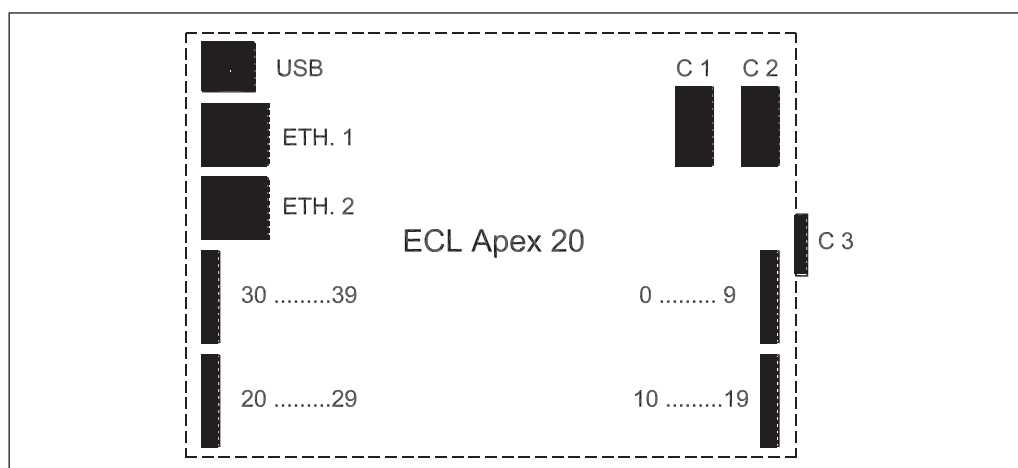 USB
C 1 C 2
ETH. 1
ETH. 2
ECL Apex 20
C 3
30 .........39
0 ......... 9
20 .........29
10 .........19